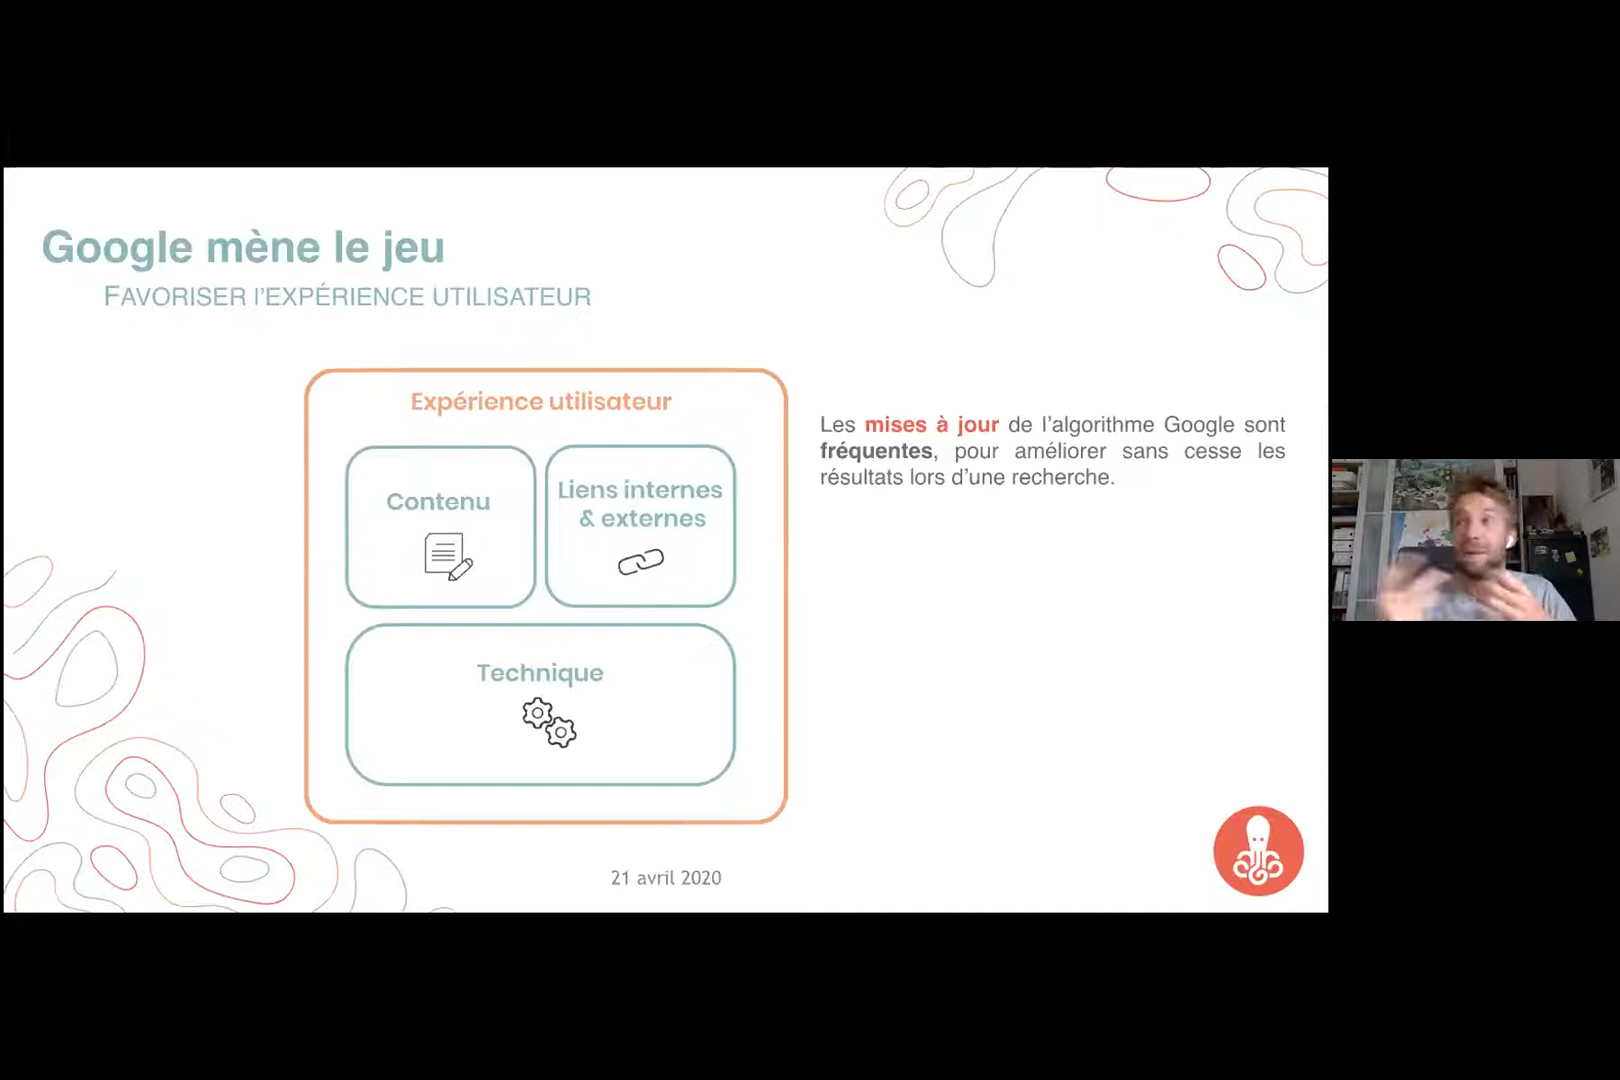 Google mène le jeu
FAVORISER l'EXPÉRIENCE UTILISATEUR
Expérience utilisateur
Contenu
Liens internes
& externes
Technique
Les mises à jour de l'algorithme Google sont
fréquentes, pour améliorer sans cesse les
résultats lors d'une recherche.
21 avril 2020